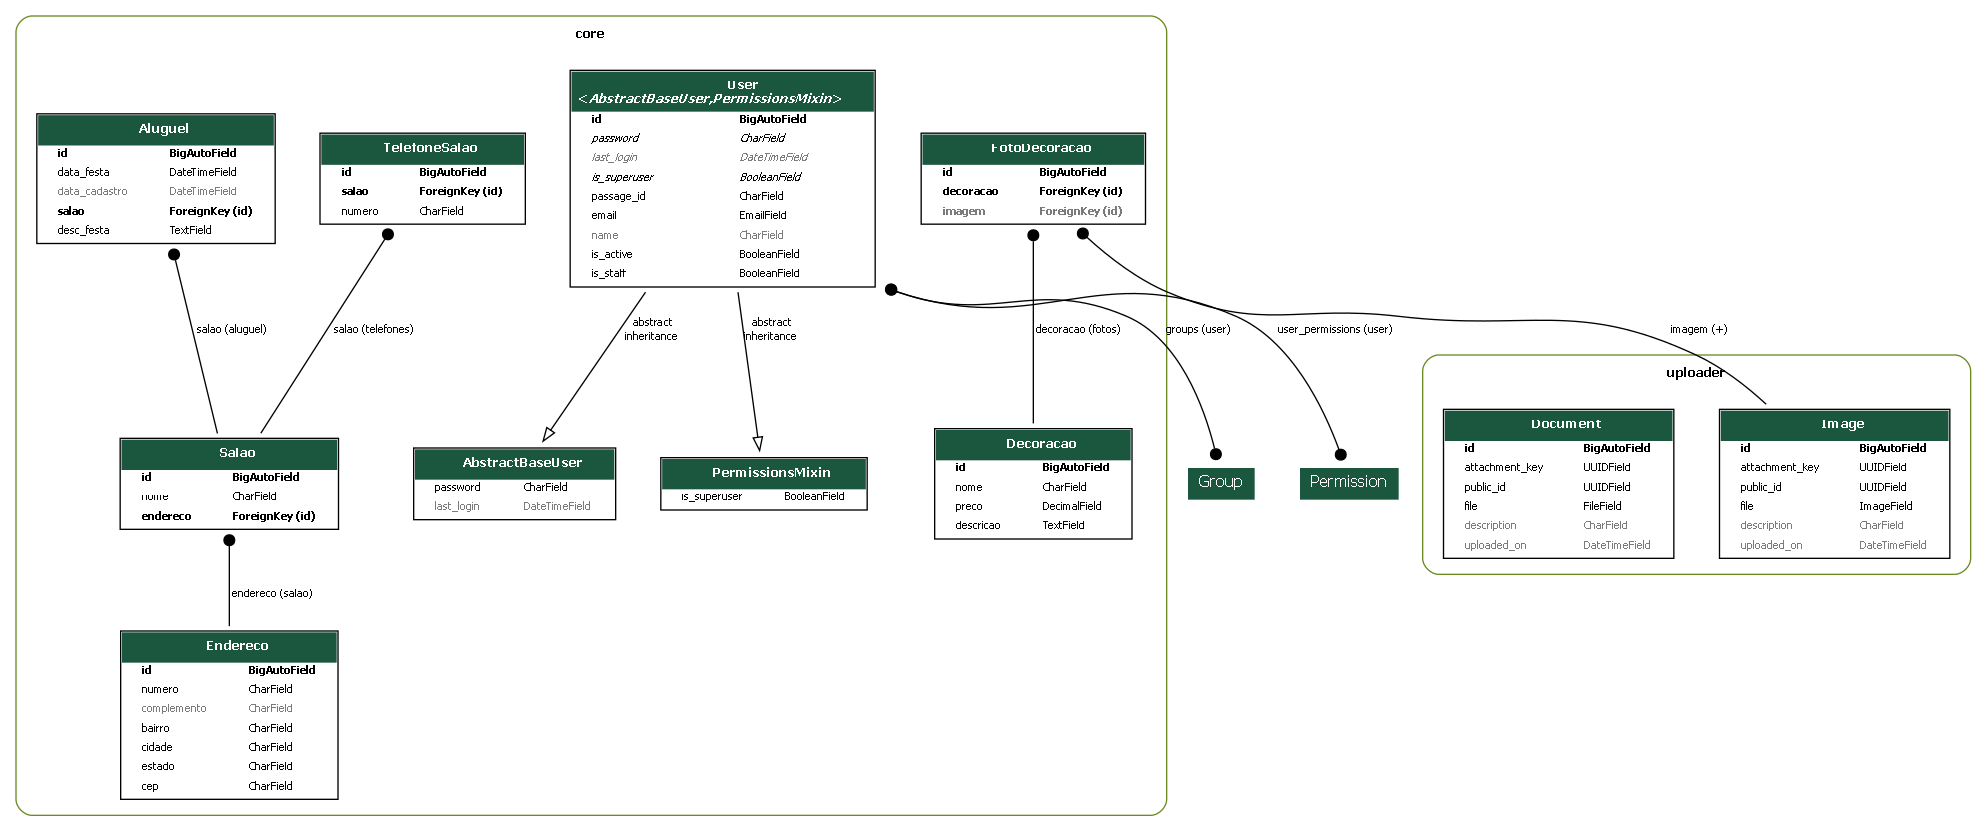 core
Aluguel
id BigAutoField
data_festa DateTimeField
data_cadastro DateTimeField
salao ForeignKey (id)
desc_festa TextField
TelefoneSalao
id BigAutoField
salao ForeignKey (id)
numero CharField
User
<AbstractBaseUser,PermissionsMixin>
id BigAutoField
password CharField
last_login DateTimeField
is_superuser BooleanField
passage_id CharField
email EmailField
name CharField
is_active BooleanField
is_staff BooleanField
FotoDecoracao
id BigAutoField
decoracao ForeignKey (id)
imagem ForeignKey (id)
salao (aluguel)
salao (telefones)
abstract
inheritance
abstract
inheritance
decoracao (fotos)
groups (user)
user_permissions (user)
imagem (+)
Salao
id BigAutoField
nome CharField
endereco ForeignKey (id)
AbstractBaseUser
password CharField
last_login DateTimeField
PermissionsMixin
is_superuser BooleanField
Decoracao
id BigAutoField
nome CharField
preco DecimalField
descricao TextField
Group
Permission
uploader
Document
id BigAutoField
attachment_key UUIDField
public_id UUIDField
file FileField
description CharField
uploaded_on DateTimeField
Image
id BigAutoField
attachment_key UUIDField
public_id UUIDField
file ImageField
description CharField
uploaded_on DateTimeField
endereco (salao)
Endereco
id BigAutoField
numero CharField
complemento CharField
bairro CharField
cidade CharField
estado CharField
cep CharField